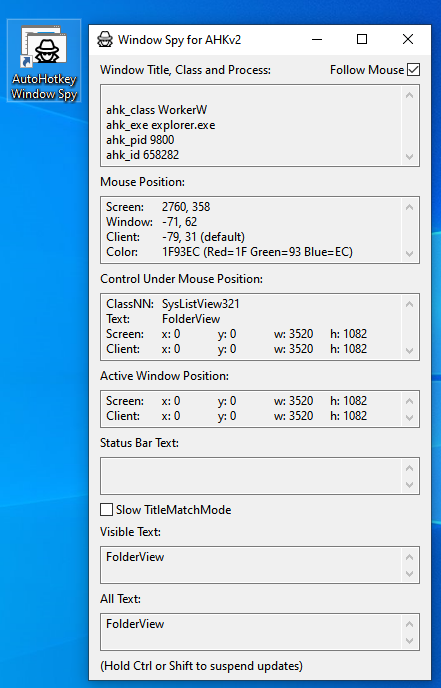 AutoHotkey
Window Spy
Window Spy for AHKv2
Window Title, Class and Process:
Follow Mouse
ahk_class WorkerW
ahk_exe explorer.exe
ahk_pid 9800
ahk_id 658282
Mouse Position:
Screen: 2760, 358
Window: -71, 62
Client: -79, 31 (default)
Color: 1F93EC (Red=1F Green=93 Blue=EC)
Control Under Mouse Position:
ClassNN: SysListView321
Text: FolderView
Screen: x: 0 y: 0 w: 3520 h: 1082
Client: x: 0 y: 0 w: 3520 h: 1082
Active Window Position:
Screen: x: 0 y: 0 w: 3520 h: 1082
Client: x: 0 y: 0 w: 3520 h: 1082
Status Bar Text:
Slow TitleMatchMode
Visible Text:
FolderView
All Text:
FolderView
(Hold Ctrl or Shift to suspend updates)